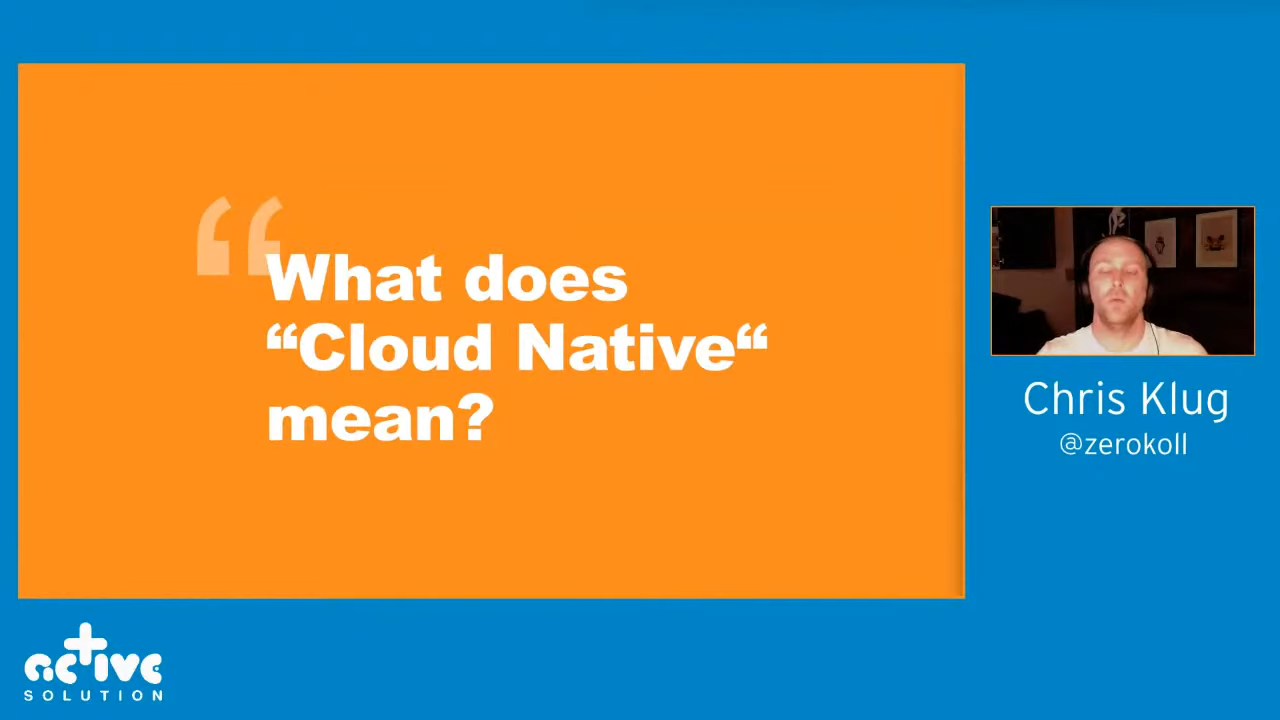 What does
“Cloud Native“
mean?
Chris Klug
@zerokoll
active
SOLUTION